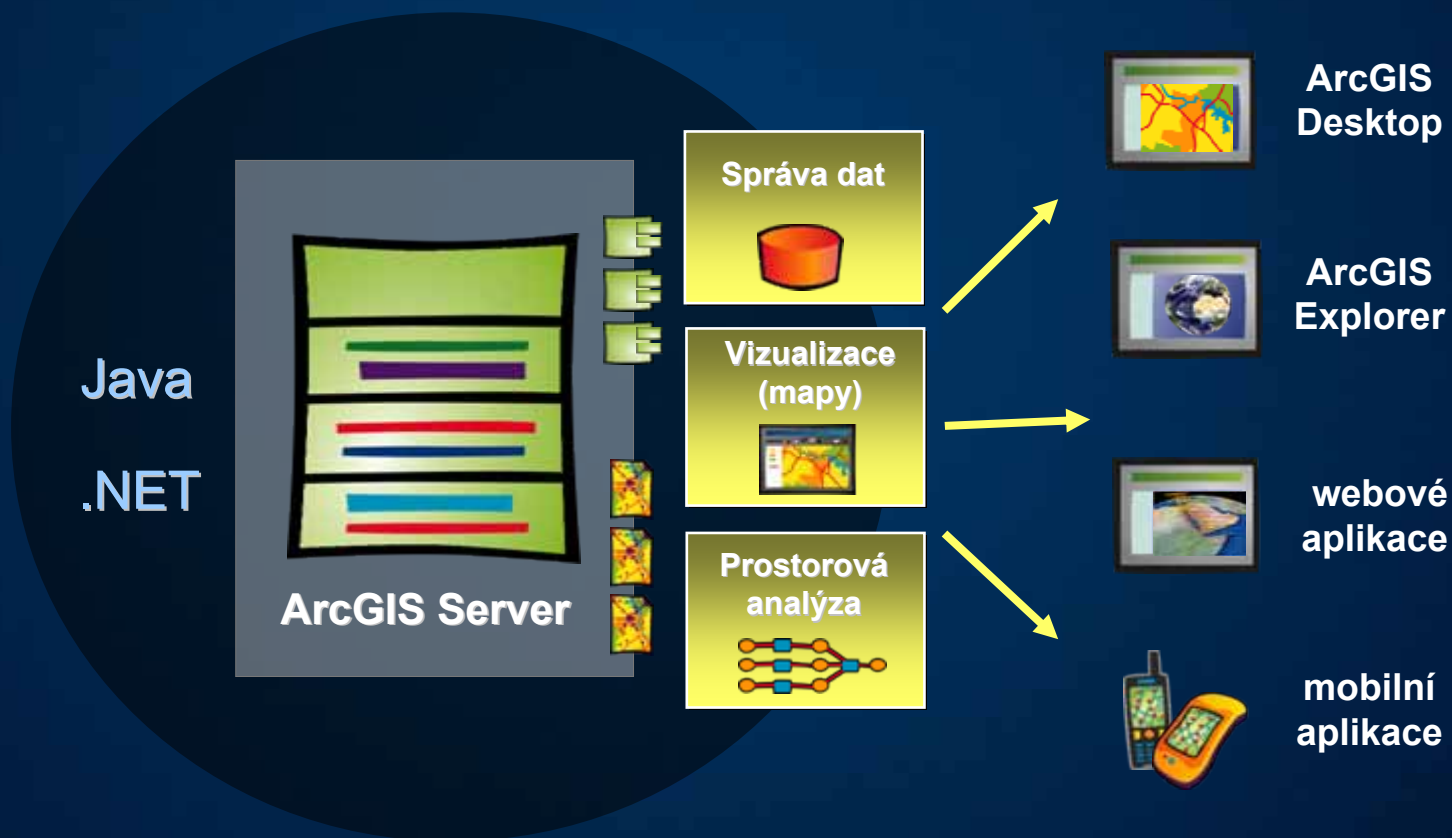 Java
.NET
ArcGIS Server
Správa dat
Vizualizace
(mapy)
Prostorová
analýza
ArcGIS
Desktop
ArcGIS
Explorer
webové
aplikace
mobilní
aplikace